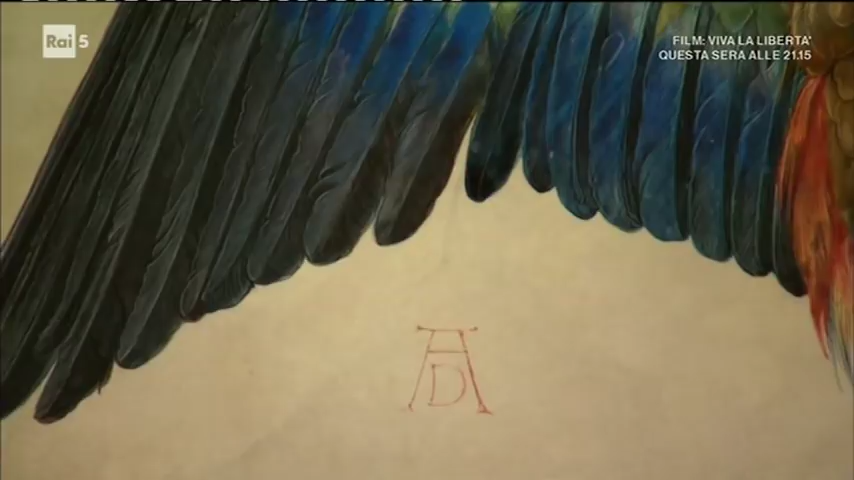 Rai 5
FILM: VIVA LA LIBERTA'
QUESTA SERA ALLE 21.15
AD